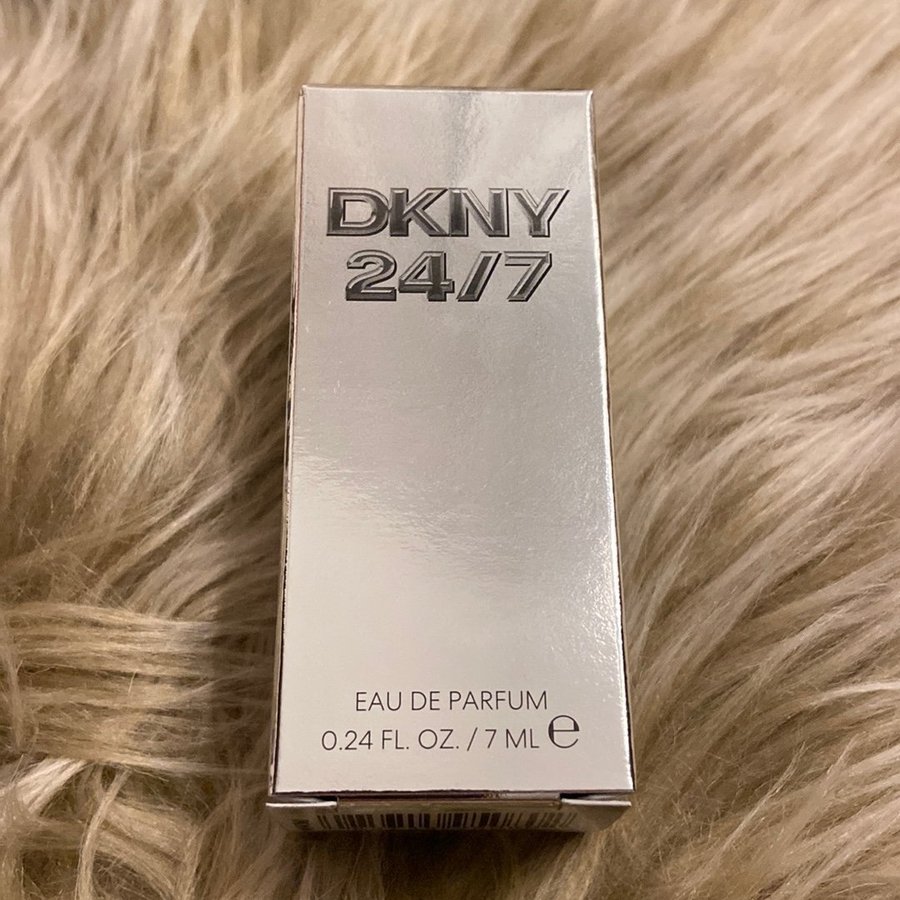 DKNY
24/7
EAU DE PARFUM
0.24 FL. OZ. / 7 ML ℮